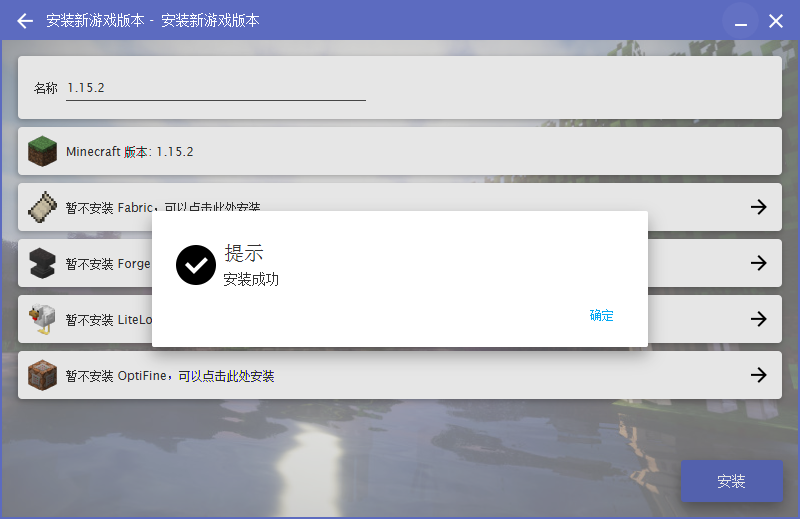 安装新游戏版本 - 安装新游戏版本
名称 1.15.2
Minecraft 版本: 1.15.2
暂不安装 Fabric，可以点击此处安装
暂不安装 Forge
暂不安装 LiteLo
暂不安装 OptiFine，可以点击此处安装
提示
安装成功
确定
安装